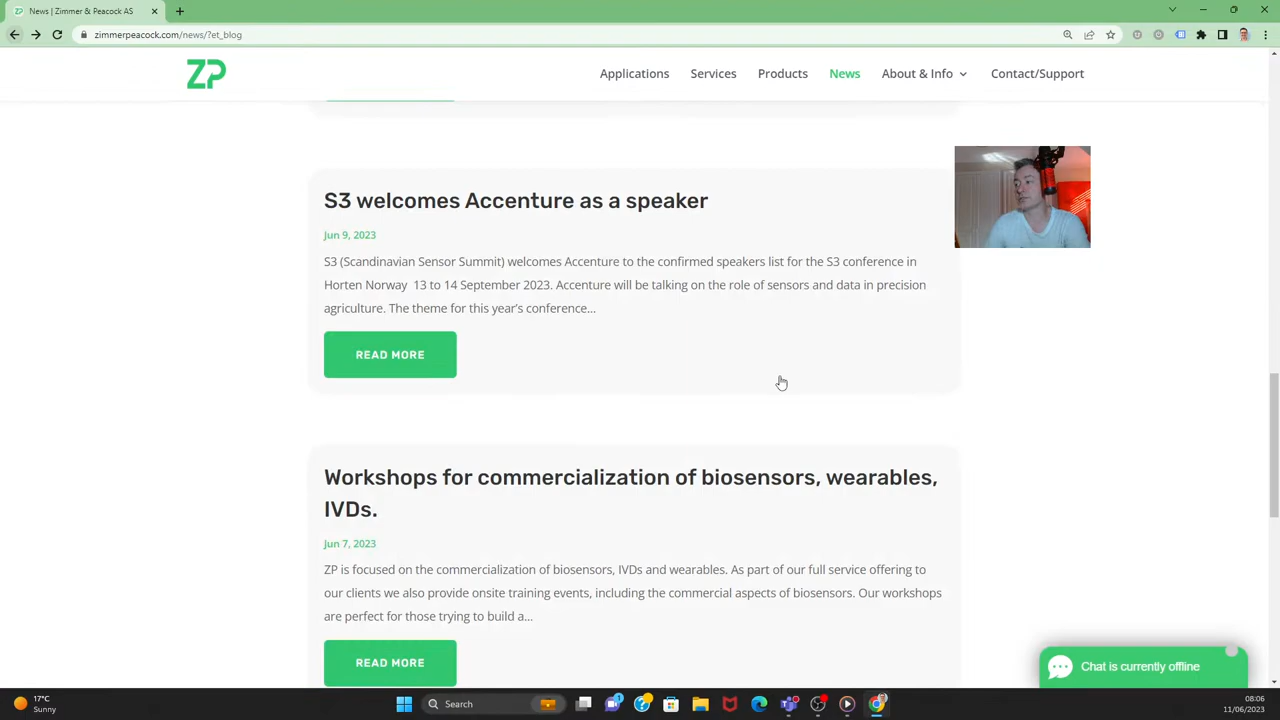 News | Zimmer & Peacock AS
zimmerpeacock.com/news/?et_blog
ZP
Applications
Services
Products
News
About & Info
Contact/Support
S3 welcomes Accenture as a speaker
Jun 9, 2023
S3 (Scandinavian Sensor Summit) welcomes Accenture to the confirmed speakers list for the S3 conference in
Horten Norway 13 to 14 September 2023. Accenture will be talking on the role of sensors and data in precision
agriculture. The theme for this year's conference...
READ MORE
Workshops for commercialization of biosensors, wearables,
IVDs.
Jun 7, 2023
ZP is focused on the commercialization of biosensors, IVDs and wearables. As part of our full service offering to
our clients we also provide onsite training events, including the commercial aspects of biosensors. Our workshops
are perfect for those trying to build a...
READ MORE
Chat is currently offline
17°C
Sunny
Search
08:06
11/06/2023